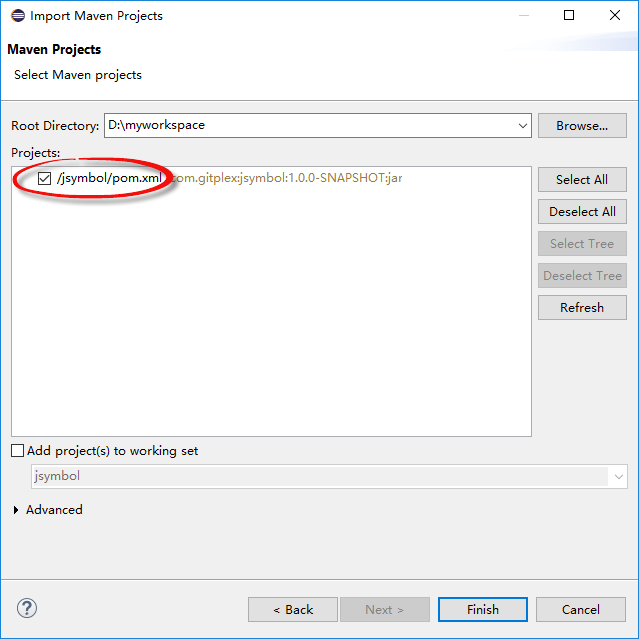 Import Maven Projects
Maven Projects
Select Maven projects
Root Directory: D:\myworkspace Browse...
Projects:
/jsymbol/pom.xml com.gitplex:jsymbol:1.0.0-SNAPSHOT:jar
Select All
Deselect All
Select Tree
Deselect Tree
Refresh
Add project(s) to working set
jsymbol
Advanced
? < Back Next > Finish Cancel